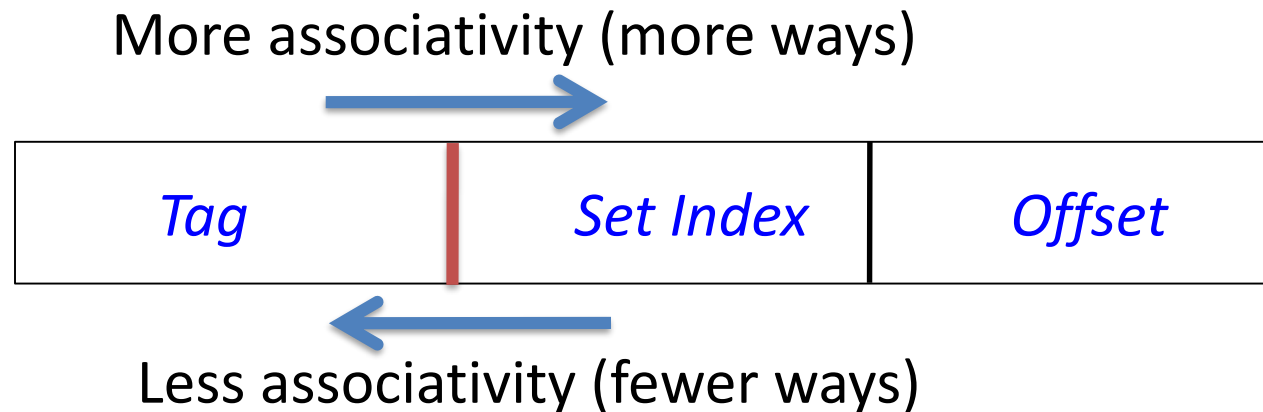 More associativity (more ways)
Tag Set Index Offset
Less associativity (fewer ways)